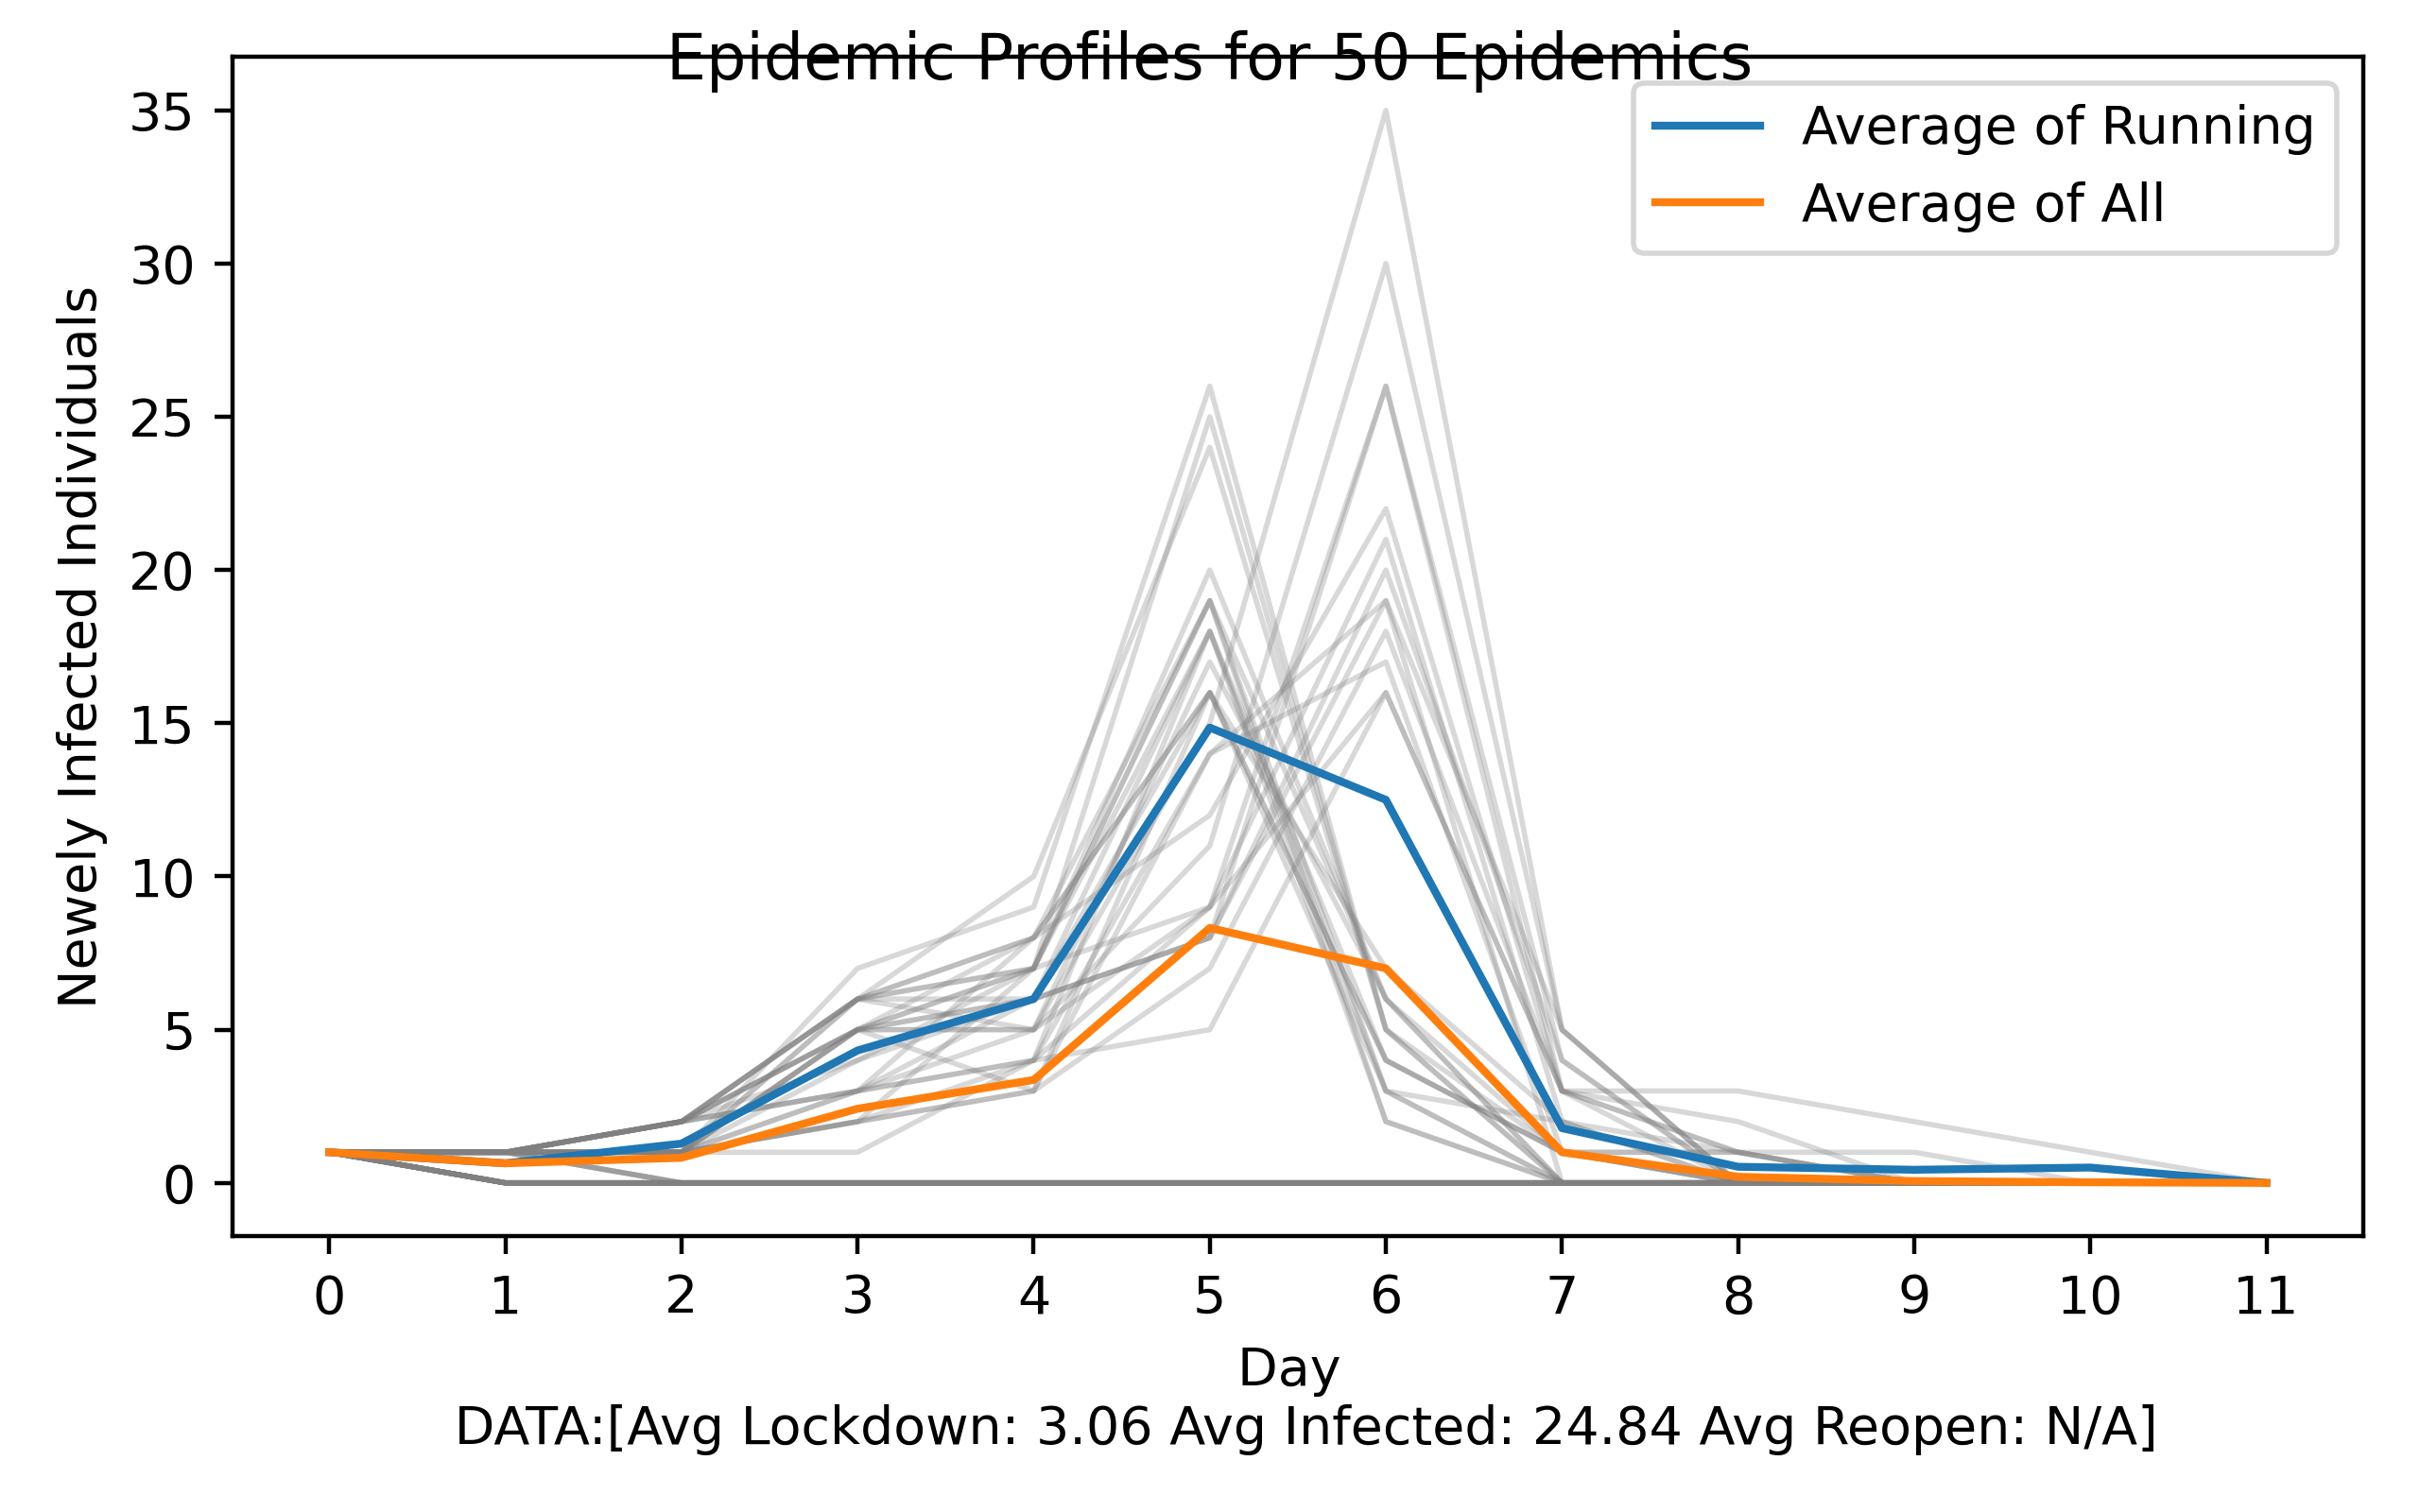 Epidemic Profiles for 50 Epidemics
Average of Running
Average of All
Newely Infected Individuals
35
30
25
20
15
10
5
0
0 1 2 3 4 5 6 7 8 9 10 11
Day
DATA:[Avg Lockdown: 3.06 Avg Infected: 24.84 Avg Reopen: N/A]